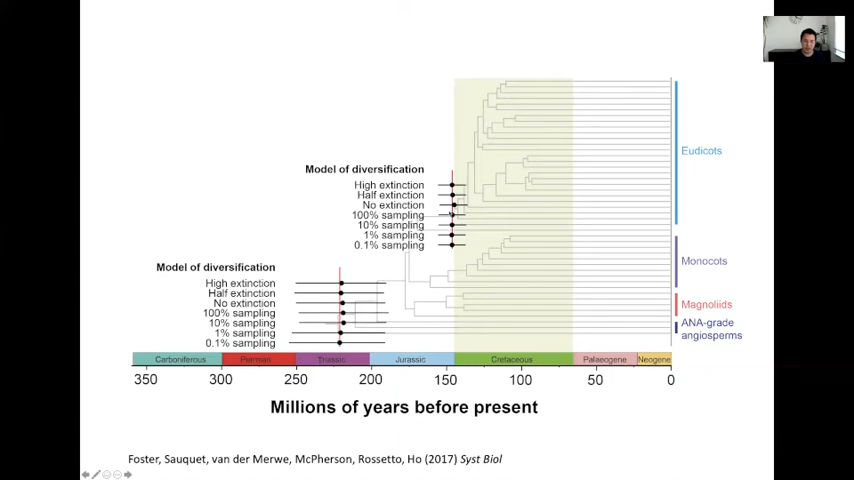 Model of diversification
High extinction
Half extinction
No extinction
100% sampling
10% sampling
1% sampling
0.1% sampling
Model of diversification
High extinction
Half extinction
No extinction
100% sampling
10% sampling
1% sampling
0.1% sampling
Eudicots
Monocots
Magnoliids
ANA-grade
angiosperms
Carboniferous Permian Triassic Jurassic Cretaceous Palaeogene Neogene
350 300 250 200 150 100 50 0
Millions of years before present
Foster, Sauquet, van der Merwe, McPherson, Rossetto, Ho (2017) Syst Biol